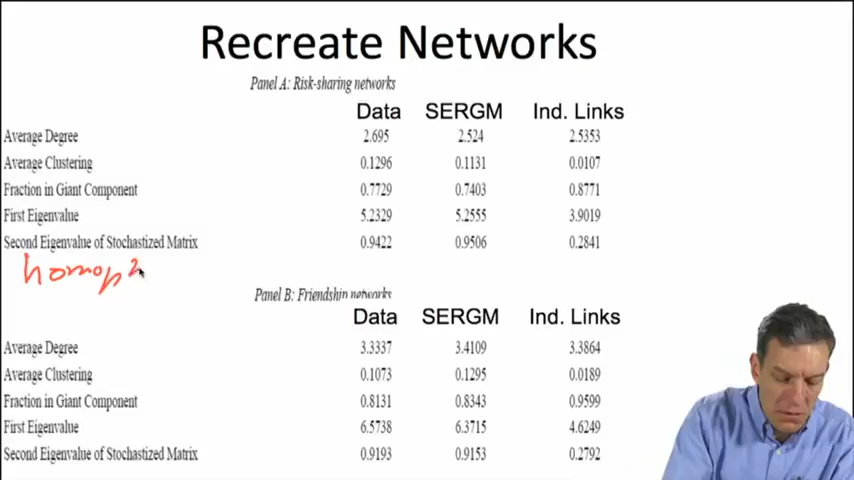 Recreate Networks
Panel A: Risk-sharing networks
Data SERGM Ind. Links
Average Degree 2.695 2.524 2.5353
Average Clustering 0.1296 0.1131 0.0107
Fraction in Giant Component 0.7729 0.7403 0.8771
First Eigenvalue 5.2329 5.2555 3.9019
Second Eigenvalue of Stochastized Matrix 0.9422 0.9506 0.2841
Panel B: Friendship networks
Data SERGM Ind. Links
Average Degree 3.3337 3.4109 3.3864
Average Clustering 0.1073 0.1295 0.0189
Fraction in Giant Component 0.8131 0.8343 0.9599
First Eigenvalue 6.5738 6.3715 4.6249
Second Eigenvalue of Stochastized Matrix 0.9193 0.9153 0.2792